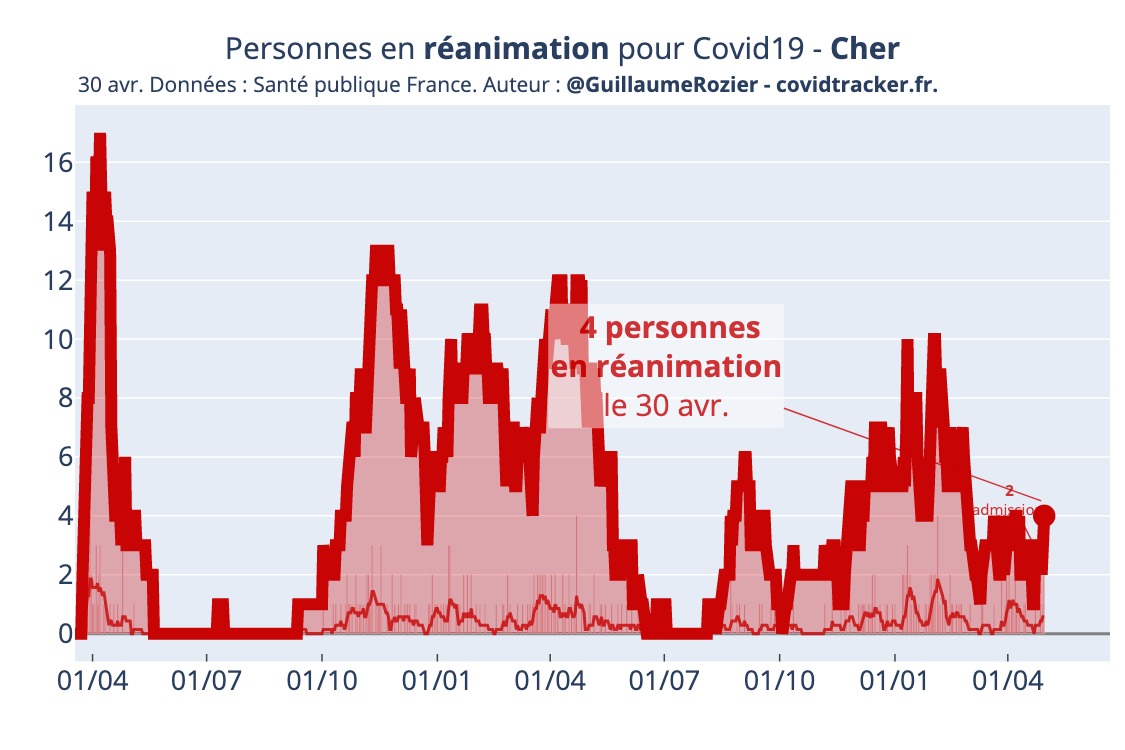 Personnes en réanimation pour Covid19 - Cher
30 avr. Données : Santé publique France. Auteur : @GuillaumeRozier - covidtracker.fr.
16
14
12
10
8
6
4
2
0
4 personnes
en réanimation
le 30 avr.
2
01/04 01/07 01/10 01/01 01/04 01/07 01/10 01/01 01/04